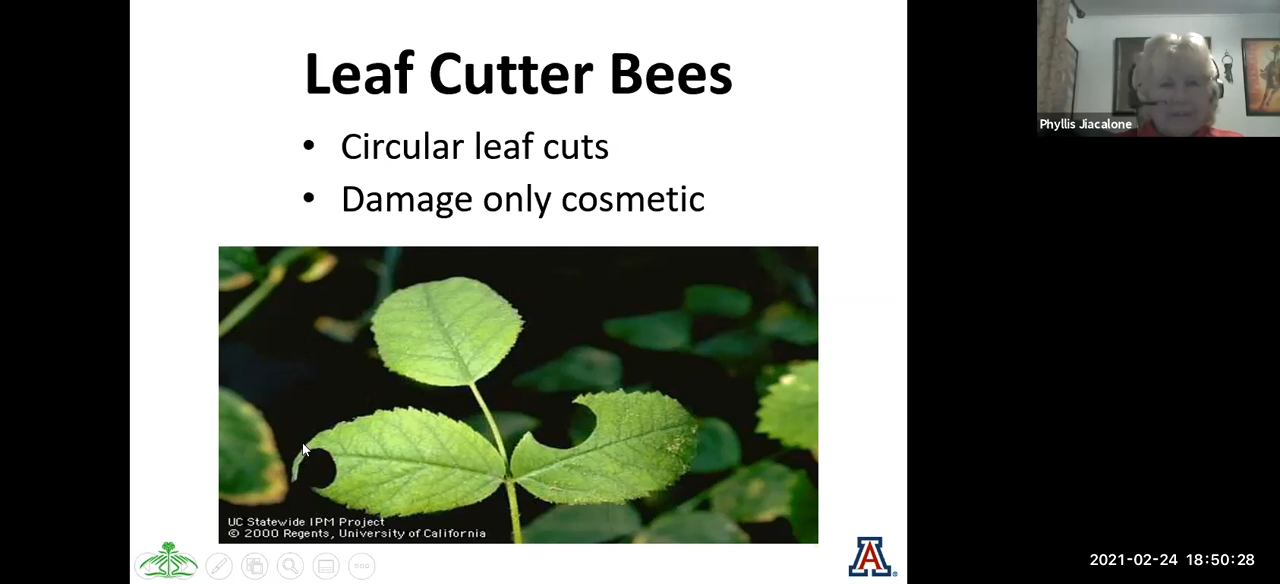 Leaf Cutter Bees
• Circular leaf cuts
• Damage only cosmetic
UC Statewide IPM Project
© 2000 Regents, University of California
A
Phyllis Jiacalone
2021-02-24 18:50:28